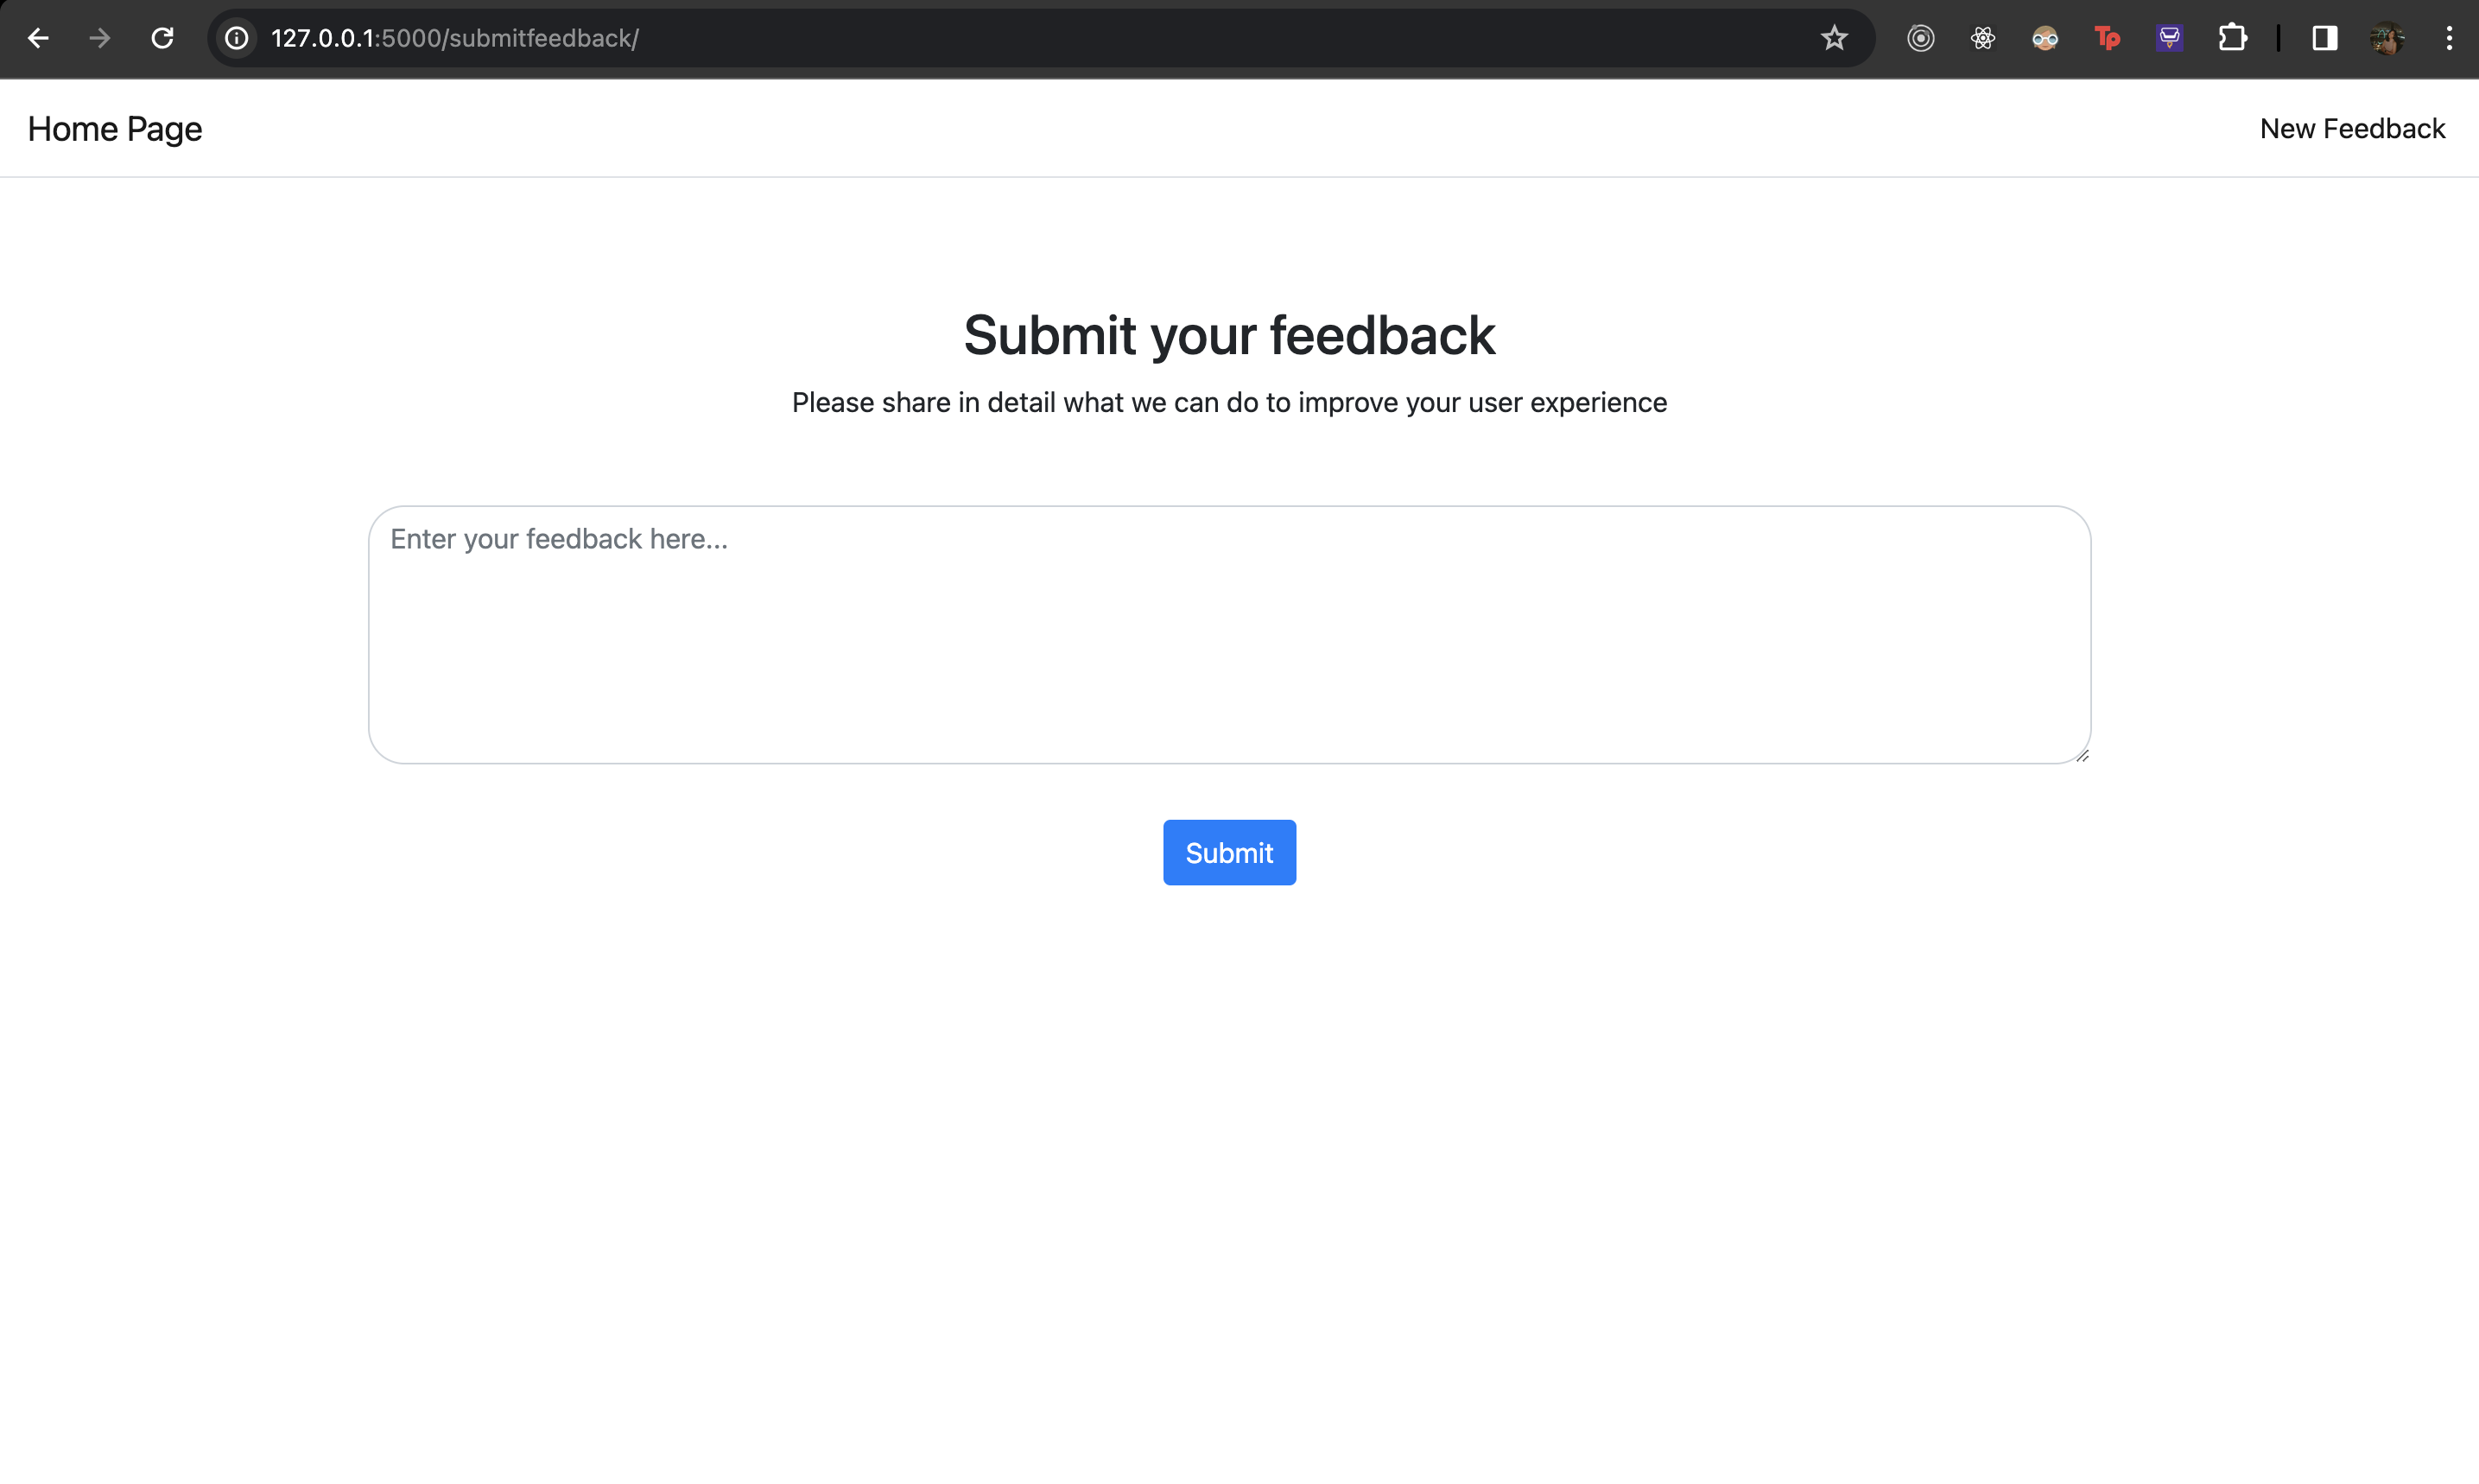 127.0.0.1:5000/submitfeedback/
Tp
Home Page
New Feedback
Submit your feedback
Please share in detail what we can do to improve your user experience
Enter your feedback here...
Submit